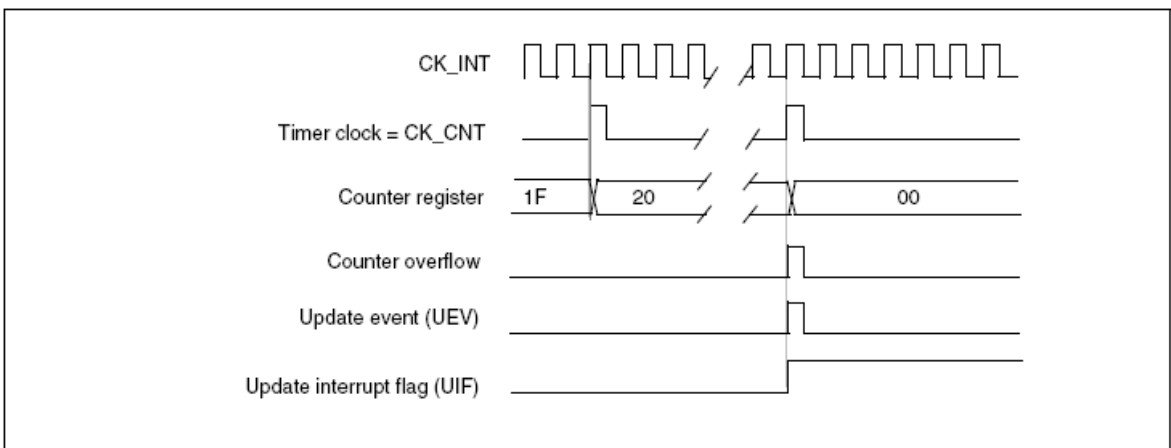 CK_INT
Timer clock = CK_CNT
Counter register 1F 20 00
Counter overflow
Update event (UEV)
Update interrupt flag (UIF)